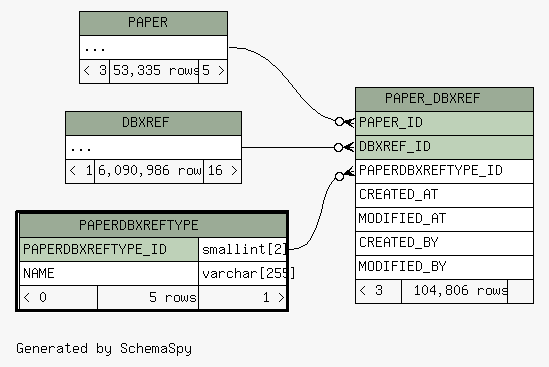 PAPER
...
< 3 53,335 rows 5 >
DBXREF
...
< 1 6,090,986 rows 16 >
PAPERDBXREFTYPE
PAPERDBXREFTYPE_ID smallint[2]
NAME varchar[255]
< 0 5 rows 1 >
PAPER_DBXREF
PAPER_ID
DBXREF_ID
PAPERDBXREFTYPE_ID
CREATED_AT
MODIFIED_AT
CREATED_BY
MODIFIED_BY
< 3 104,806 rows
Generated by SchemaSpy